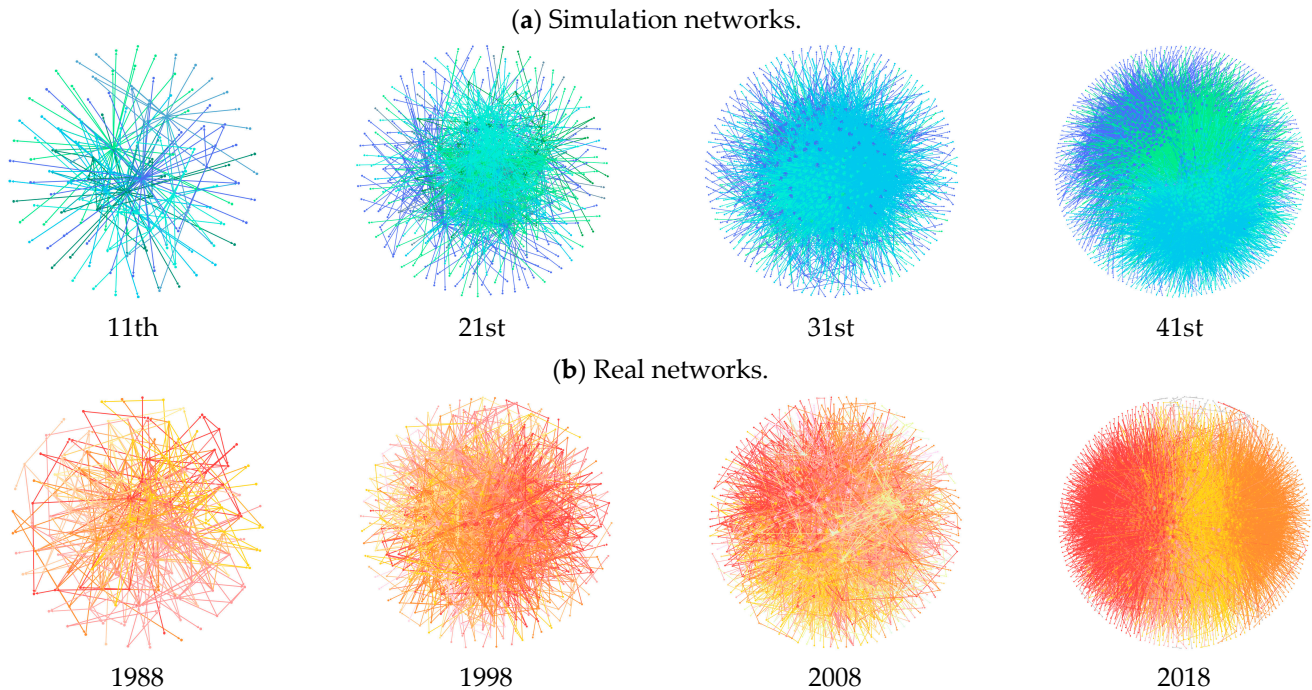 (a) Simulation networks.
11th 21st 31st 41st
(b) Real networks.
1988 1998 2008 2018